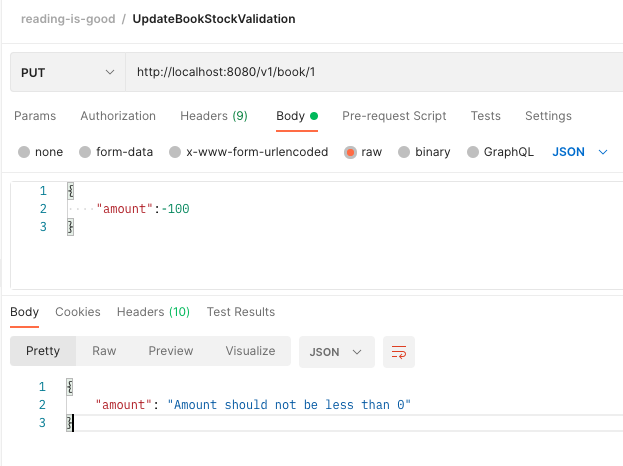 reading-is-good / UpdateBookStockValidation
PUT http://localhost:8080/v1/book/1
Params Authorization Headers (9) Body Pre-request Script Tests Settings
none form-data x-www-form-urlencoded raw binary GraphQL JSON
1 {
2 "amount":-100
3 }
Body Cookies Headers (10) Test Results
Pretty Raw Preview Visualize JSON
1 {
2 "amount": "Amount should not be less than 0"
3 }